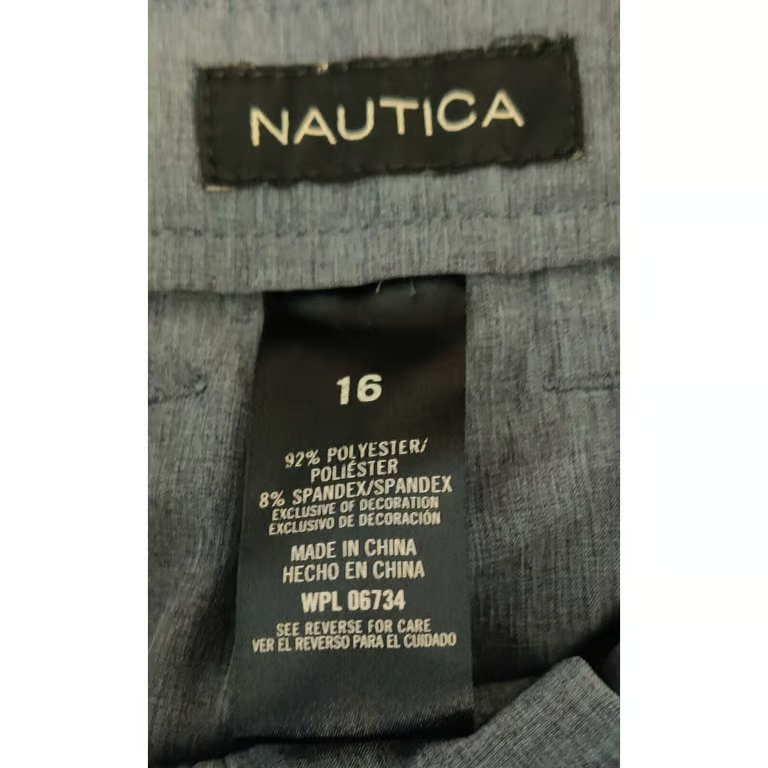 NAUTICA
16
92% POLYESTER/
POLIÉSTER
8% SPANDEX/SPANDEX
EXCLUSIVE OF DECORATION
EXCLUSIVO DE DECORACIÓN
MADE IN CHINA
HECHO EN CHINA
WPL 06734
SEE REVERSE FOR CARE
VER EL REVERSO PARA EL CUIDADO